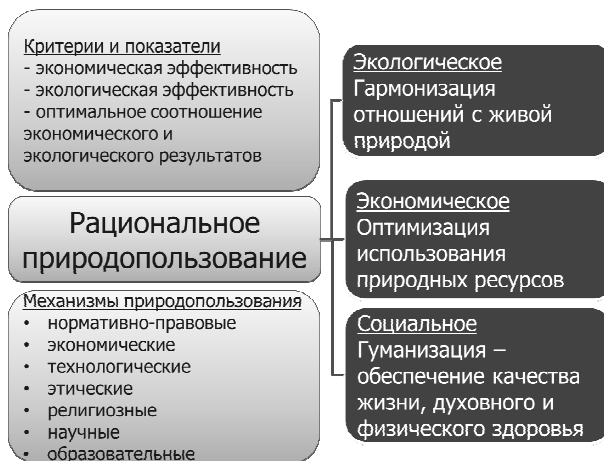 Критерии и показатели
- экономическая эффективность
- экологическая эффективность
- оптимальное соотношение
экономического и
экологического результатов
Рациональное
природопользование
Механизмы природопользования
• нормативно-правовые
• экономические
• технологические
• этические
• религиозные
• научные
• образовательные
Экологическое
Гармонизация
отношений с живой
природой
Экономическое
Оптимизация
использования
природных ресурсов
Социальное
Гуманизация –
обеспечение качества
жизни, духовного и
физического здоровья